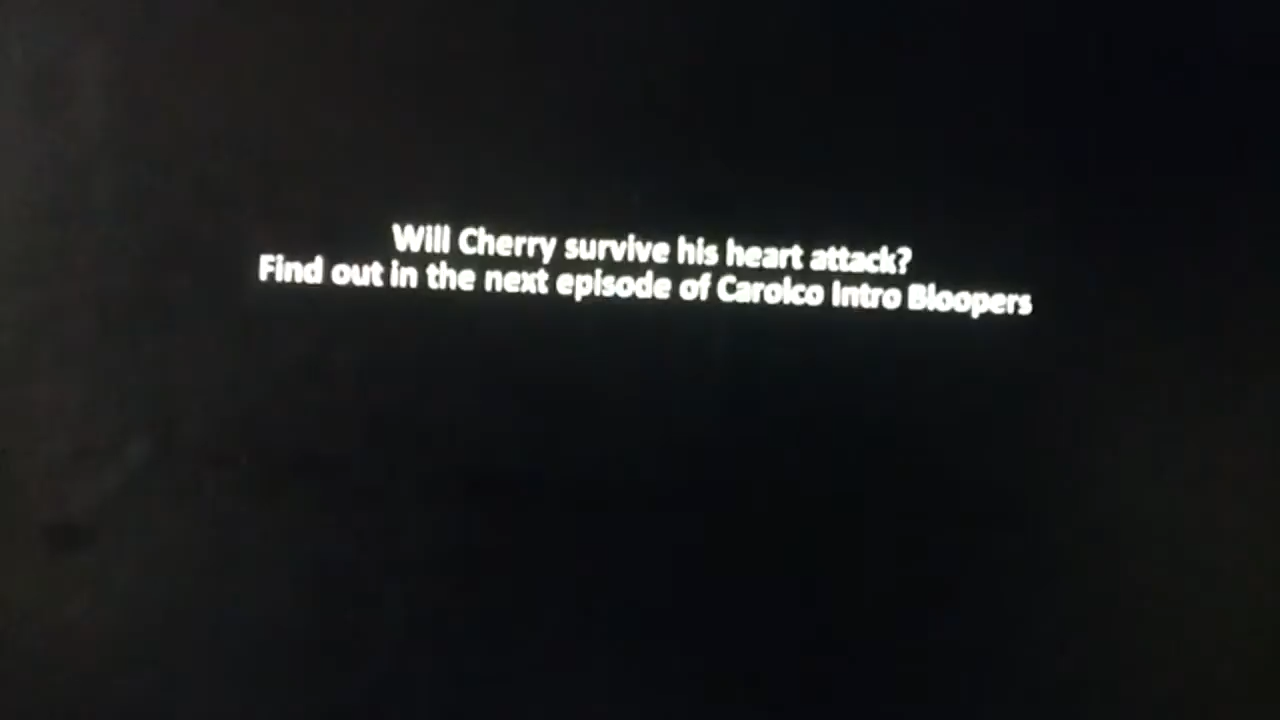 Will Cherry survive his heart attack?
Find out in the next episode of Carolco Intro Bloopers